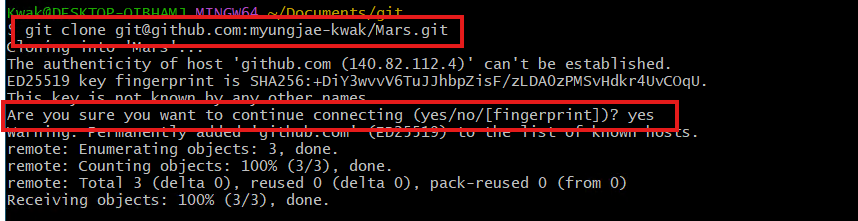 Kwak@DESKTOP-OIBHAMJ MINGW64 ~/Documents/git
$ git clone git@github.com:myungjae-kwak/Mars.git
Cloning into 'Mars'...
The authenticity of host 'github.com (140.82.112.4)' can't be established.
ED25519 key fingerprint is SHA256:+DiY3wvvV6TuJJhbpZisF/zLDA0zPMSvHdkr4UvCOqU.
This key is not known by any other names.
Are you sure you want to continue connecting (yes/no/[fingerprint])? yes
Warning: Permanently added 'github.com' (ED25519) to the list of known hosts.
remote: Enumerating objects: 3, done.
remote: Counting objects: 100% (3/3), done.
remote: Total 3 (delta 0), reused 0 (delta 0), pack-reused 0 (from 0)
Receiving objects: 100% (3/3), done.